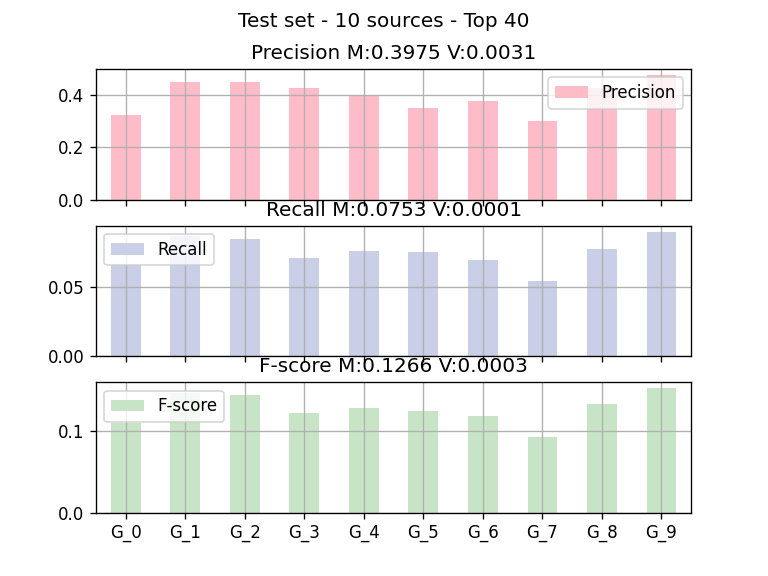 Test set - 10 sources - Top 40
Precision M:0.3975 V:0.0031
Precision
0.4
0.2
0.0
Recall M:0.0753 V:0.0001
Recall
0.05
0.00
F-score M:0.1266 V:0.0003
F-score
0.1
0.0
G_0 G_1 G_2 G_3 G_4 G_5 G_6 G_7 G_8 G_9